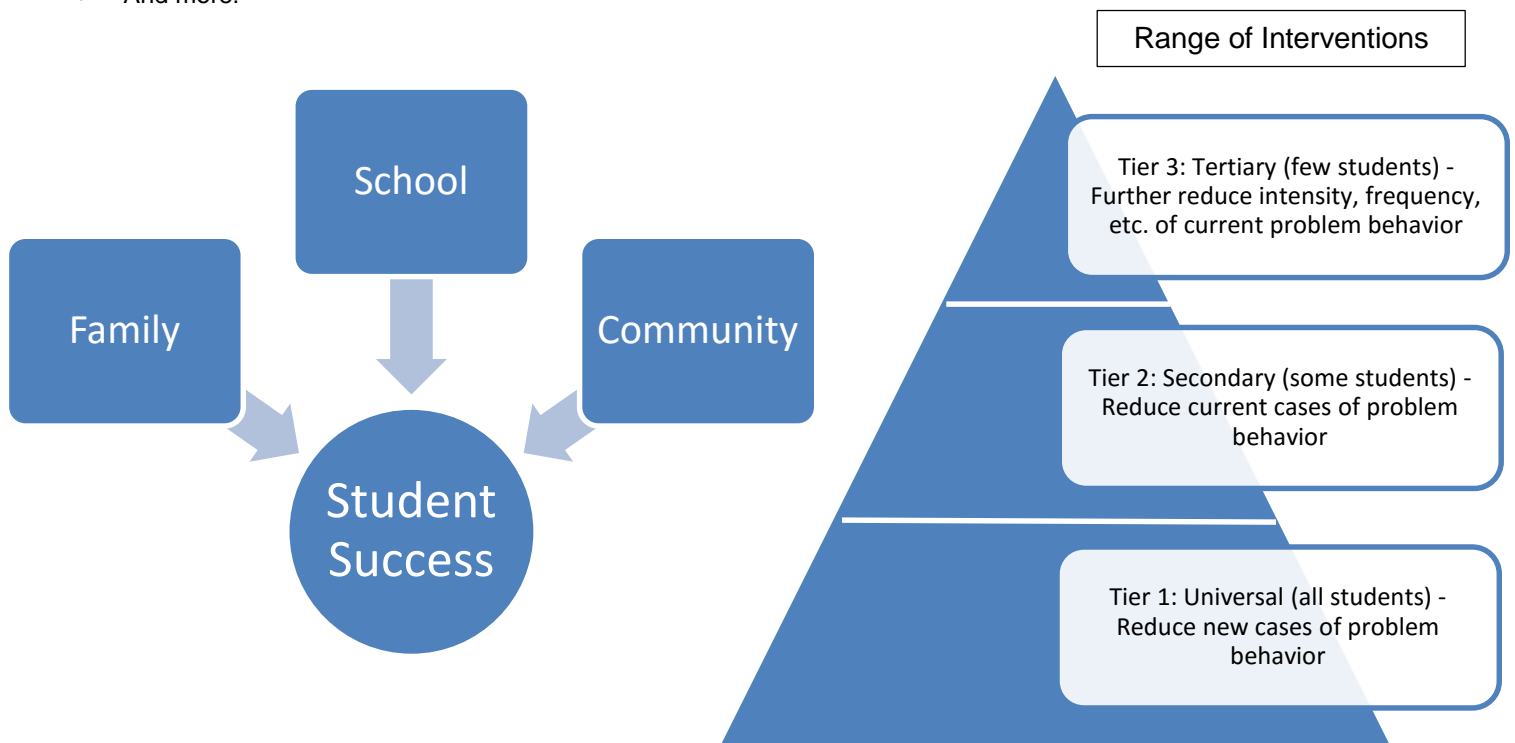 And more.
Range of Interventions
School
Family
Community
Student
Success
Tier 3: Tertiary (few students) -
Further reduce intensity, frequency,
etc. of current problem behavior
Tier 2: Secondary (some students) -
Reduce current cases of problem
behavior
Tier 1: Universal (all students) -
Reduce new cases of problem
behavior